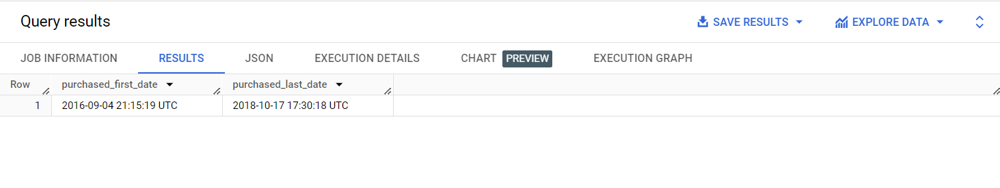 Query results
SAVE RESULTS
EXPLORE DATA
JOB INFORMATION
RESULTS
JSON
EXECUTION DETAILS
CHART PREVIEW
EXECUTION GRAPH
Row purchased_first_date purchased_last_date
1 2016-09-04 21:15:19 UTC 2018-10-17 17:30:18 UTC